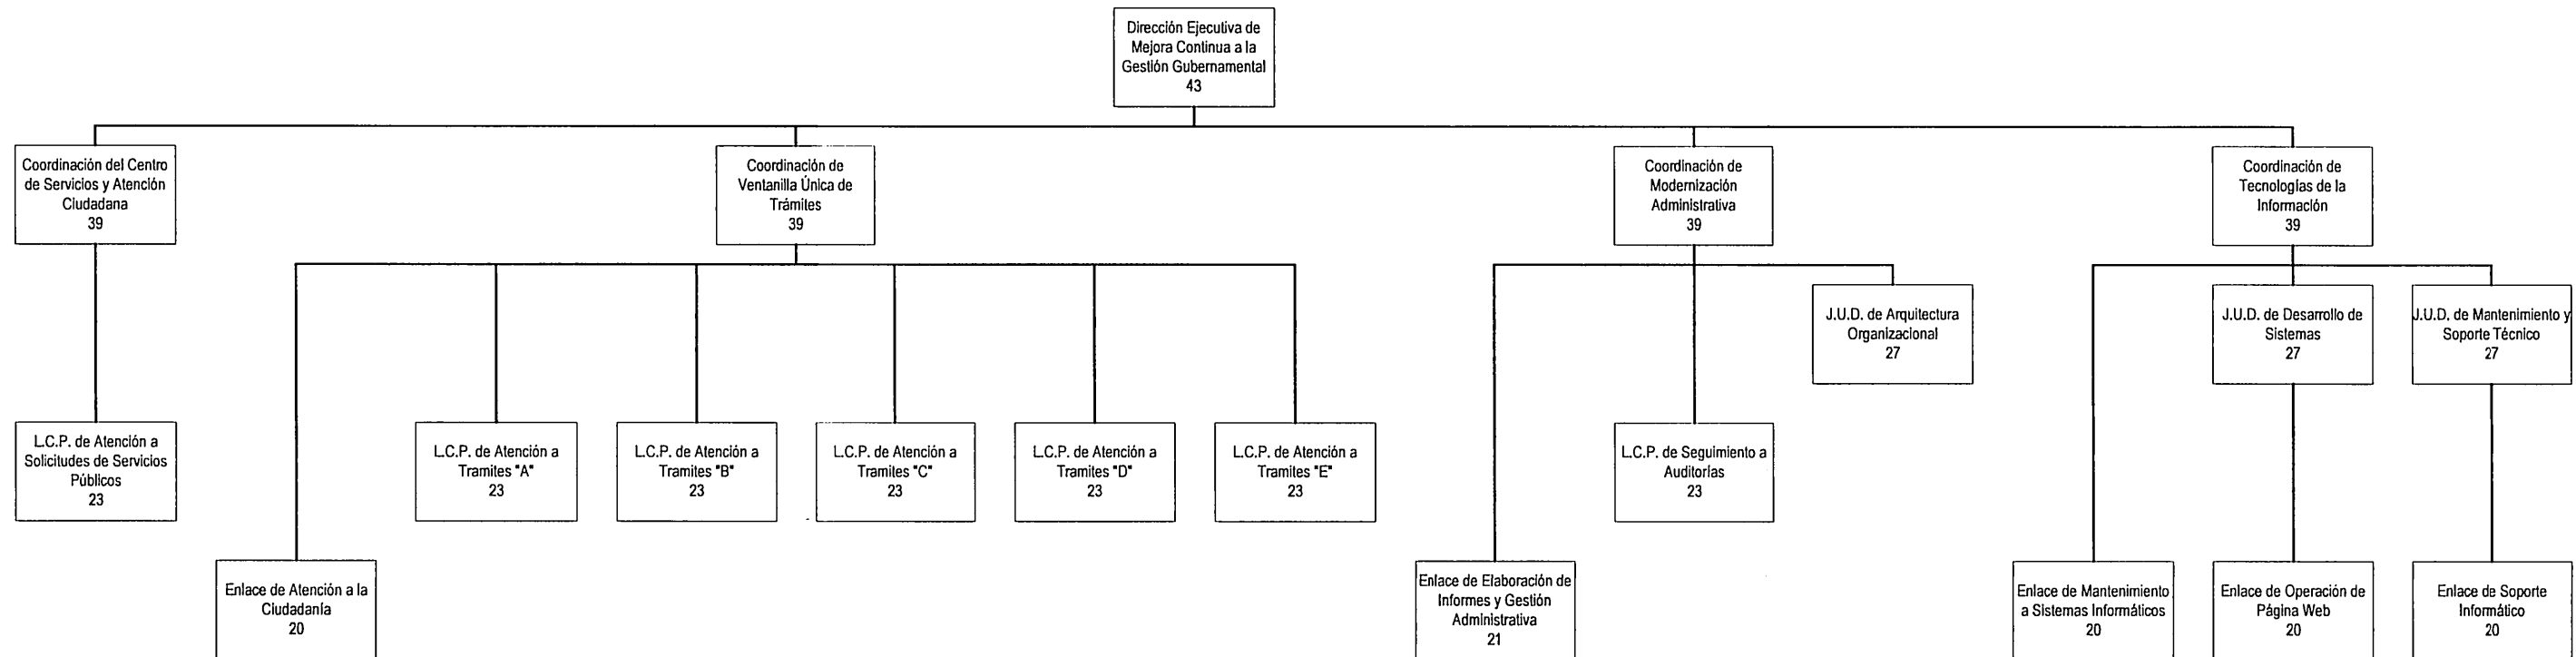 Dirección Ejecutiva de
Mejora Continua a la
Gestión Gubernamental
43
Coordinación del Centro
de Servicios y Atención
Ciudadana
39
Coordinación de
Ventanilla Única de
Trámites
39
Coordinación de
Modernización
Administrativa
39
Coordinación de
Tecnologías de la
Información
39
J.U.D. de Arquitectura
Organizacional
27
J.U.D. de Desarrollo de
Sistemas
27
J.U.D. de Mantenimiento y
Soporte Técnico
27
L.C.P. de Atención a
Solicitudes de Servicios
Públicos
23
L.C.P. de Atención a
Tramites "A"
23
L.C.P. de Atención a
Tramites "B"
23
L.C.P. de Atención a
Tramites "C"
23
L.C.P. de Atención a
Tramites "D"
23
L.C.P. de Atención a
Tramites "E"
23
L.C.P. de Seguimiento a
Auditorías
23
Enlace de Atención a la
Ciudadanía
20
Enlace de Elaboración de
Informes y Gestión
Administrativa
21
Enlace de Mantenimiento
a Sistemas Informáticos
20
Enlace de Operación de
Página Web
20
Enlace de Soporte
Informático
20